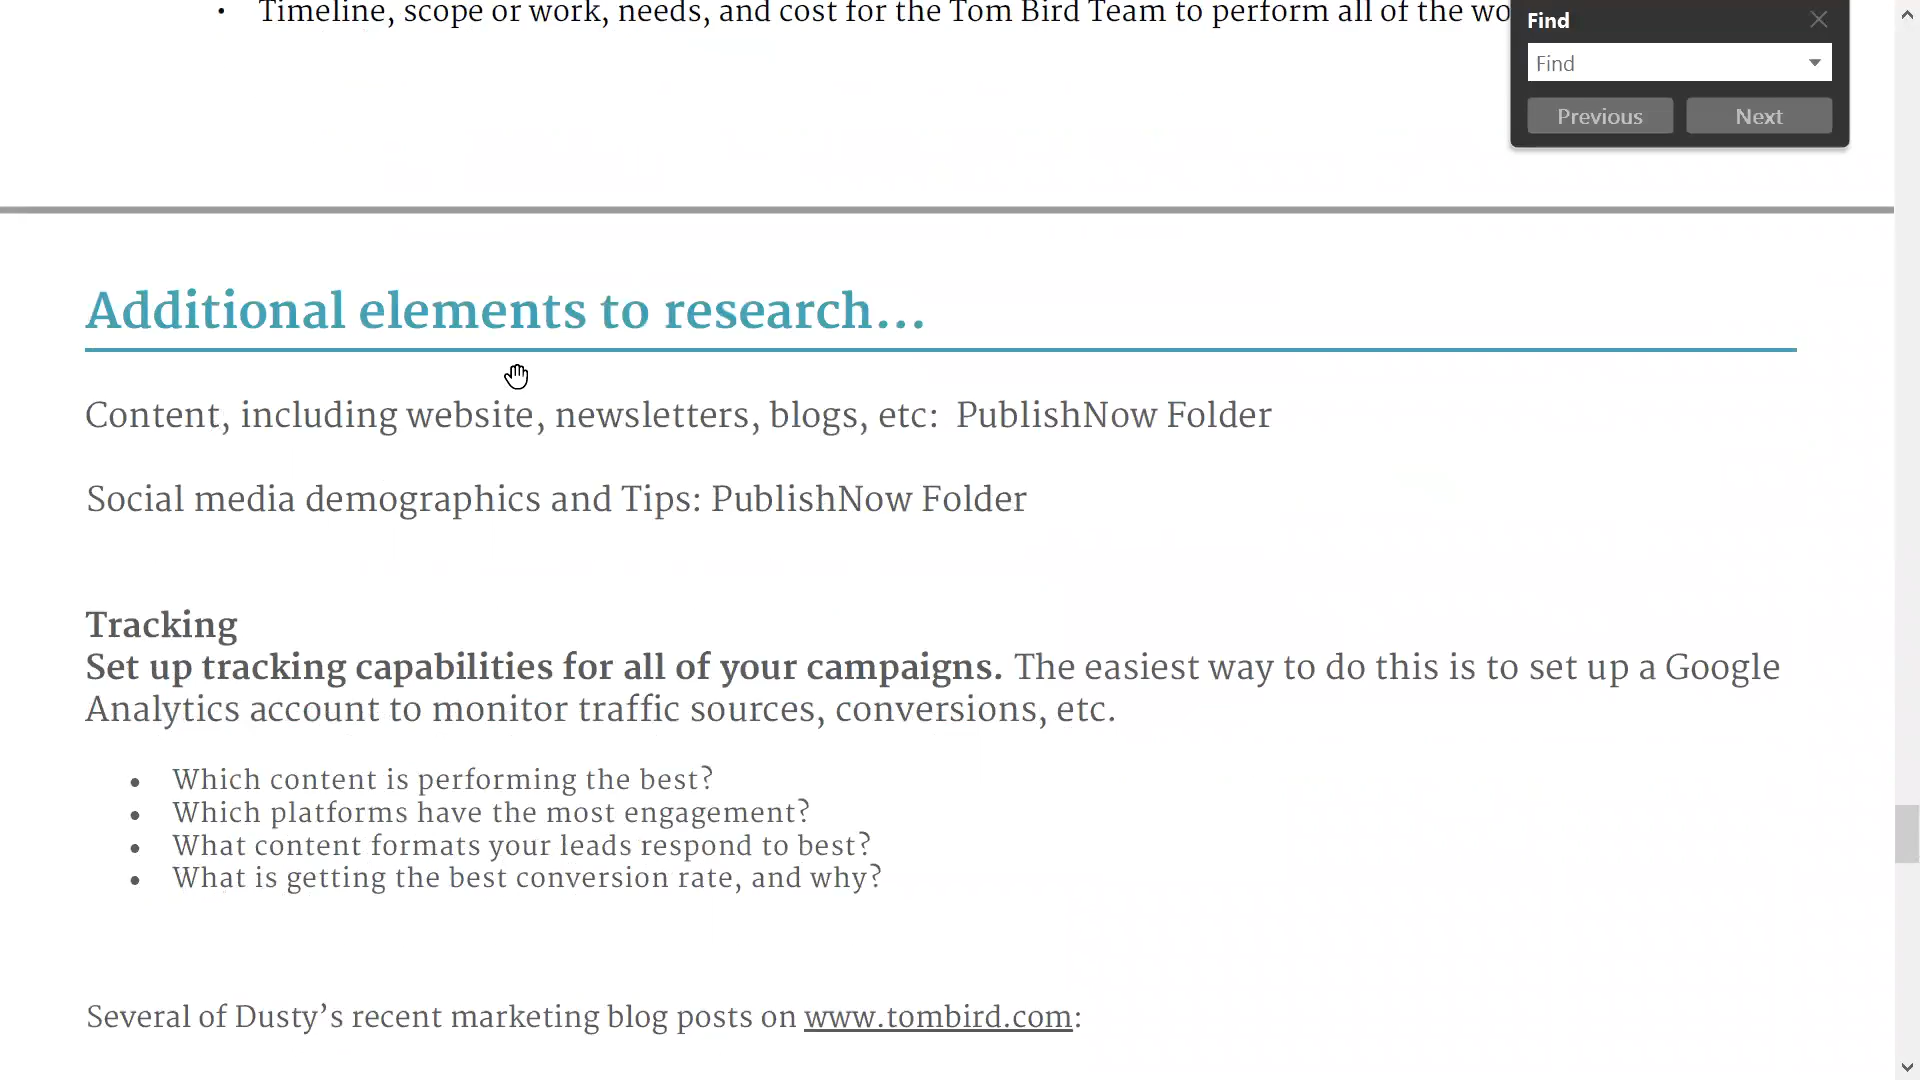 • Timeline, scope or work, needs, and cost for the Tom Bird Team to perform all of the
Find
Find
Previous Next
Additional elements to research...
Content, including website, newsletters, blogs, etc: PublishNow Folder
Social media demographics and Tips: PublishNow Folder
Tracking
Set up tracking capabilities for all of your campaigns. The easiest way to do this is to set up a Google
Analytics account to monitor traffic sources, conversions, etc.
• Which content is performing the best?
• Which platforms have the most engagement?
• What content formats your leads respond to best?
• What is getting the best conversion rate, and why?
Several of Dusty’s recent marketing blog posts on www.tombird.com: